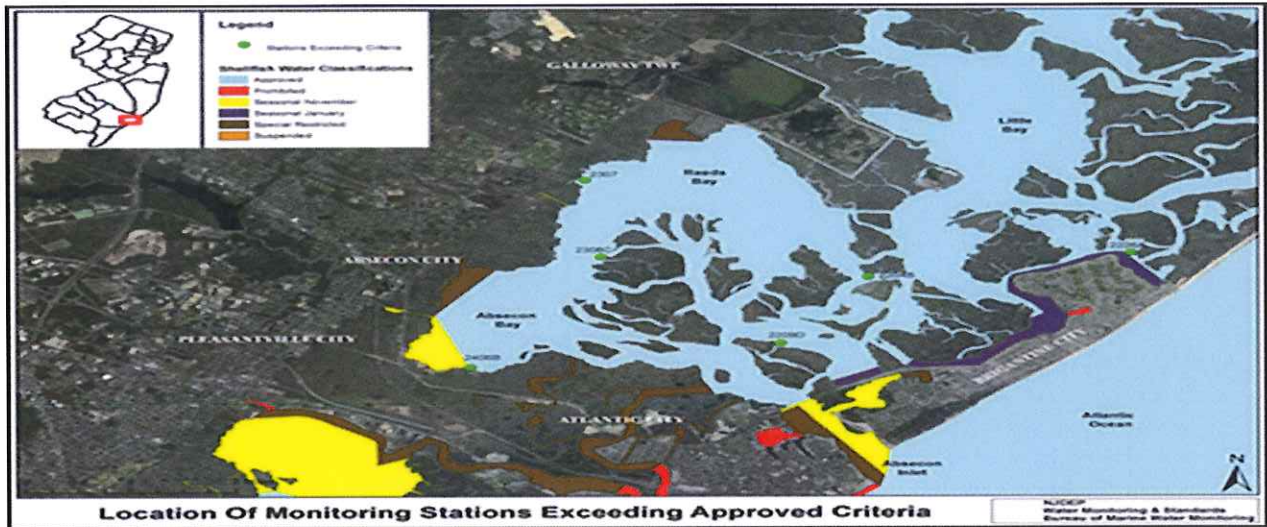 Legend
Stations Exceeding Criteria
Shellfish Water Classifications
Approved
Prohibited
Seasonal November
Seasonal January
Special Restricted
Suspended
GALLOWAY TWP
Little
Bay
Reeds
Bay
2307
ABSECON CITY
Absecon
Bay
PLEASANTVILLE CITY
BRIGANTINE CITY
ATLANTIC CITY
Atlantic
Ocean
Absecon
Inlet
N
Location Of Monitoring Stations Exceeding Approved Criteria
NJDEP
Water Monitoring & Standards
Bureau of Marine Water Monitoring